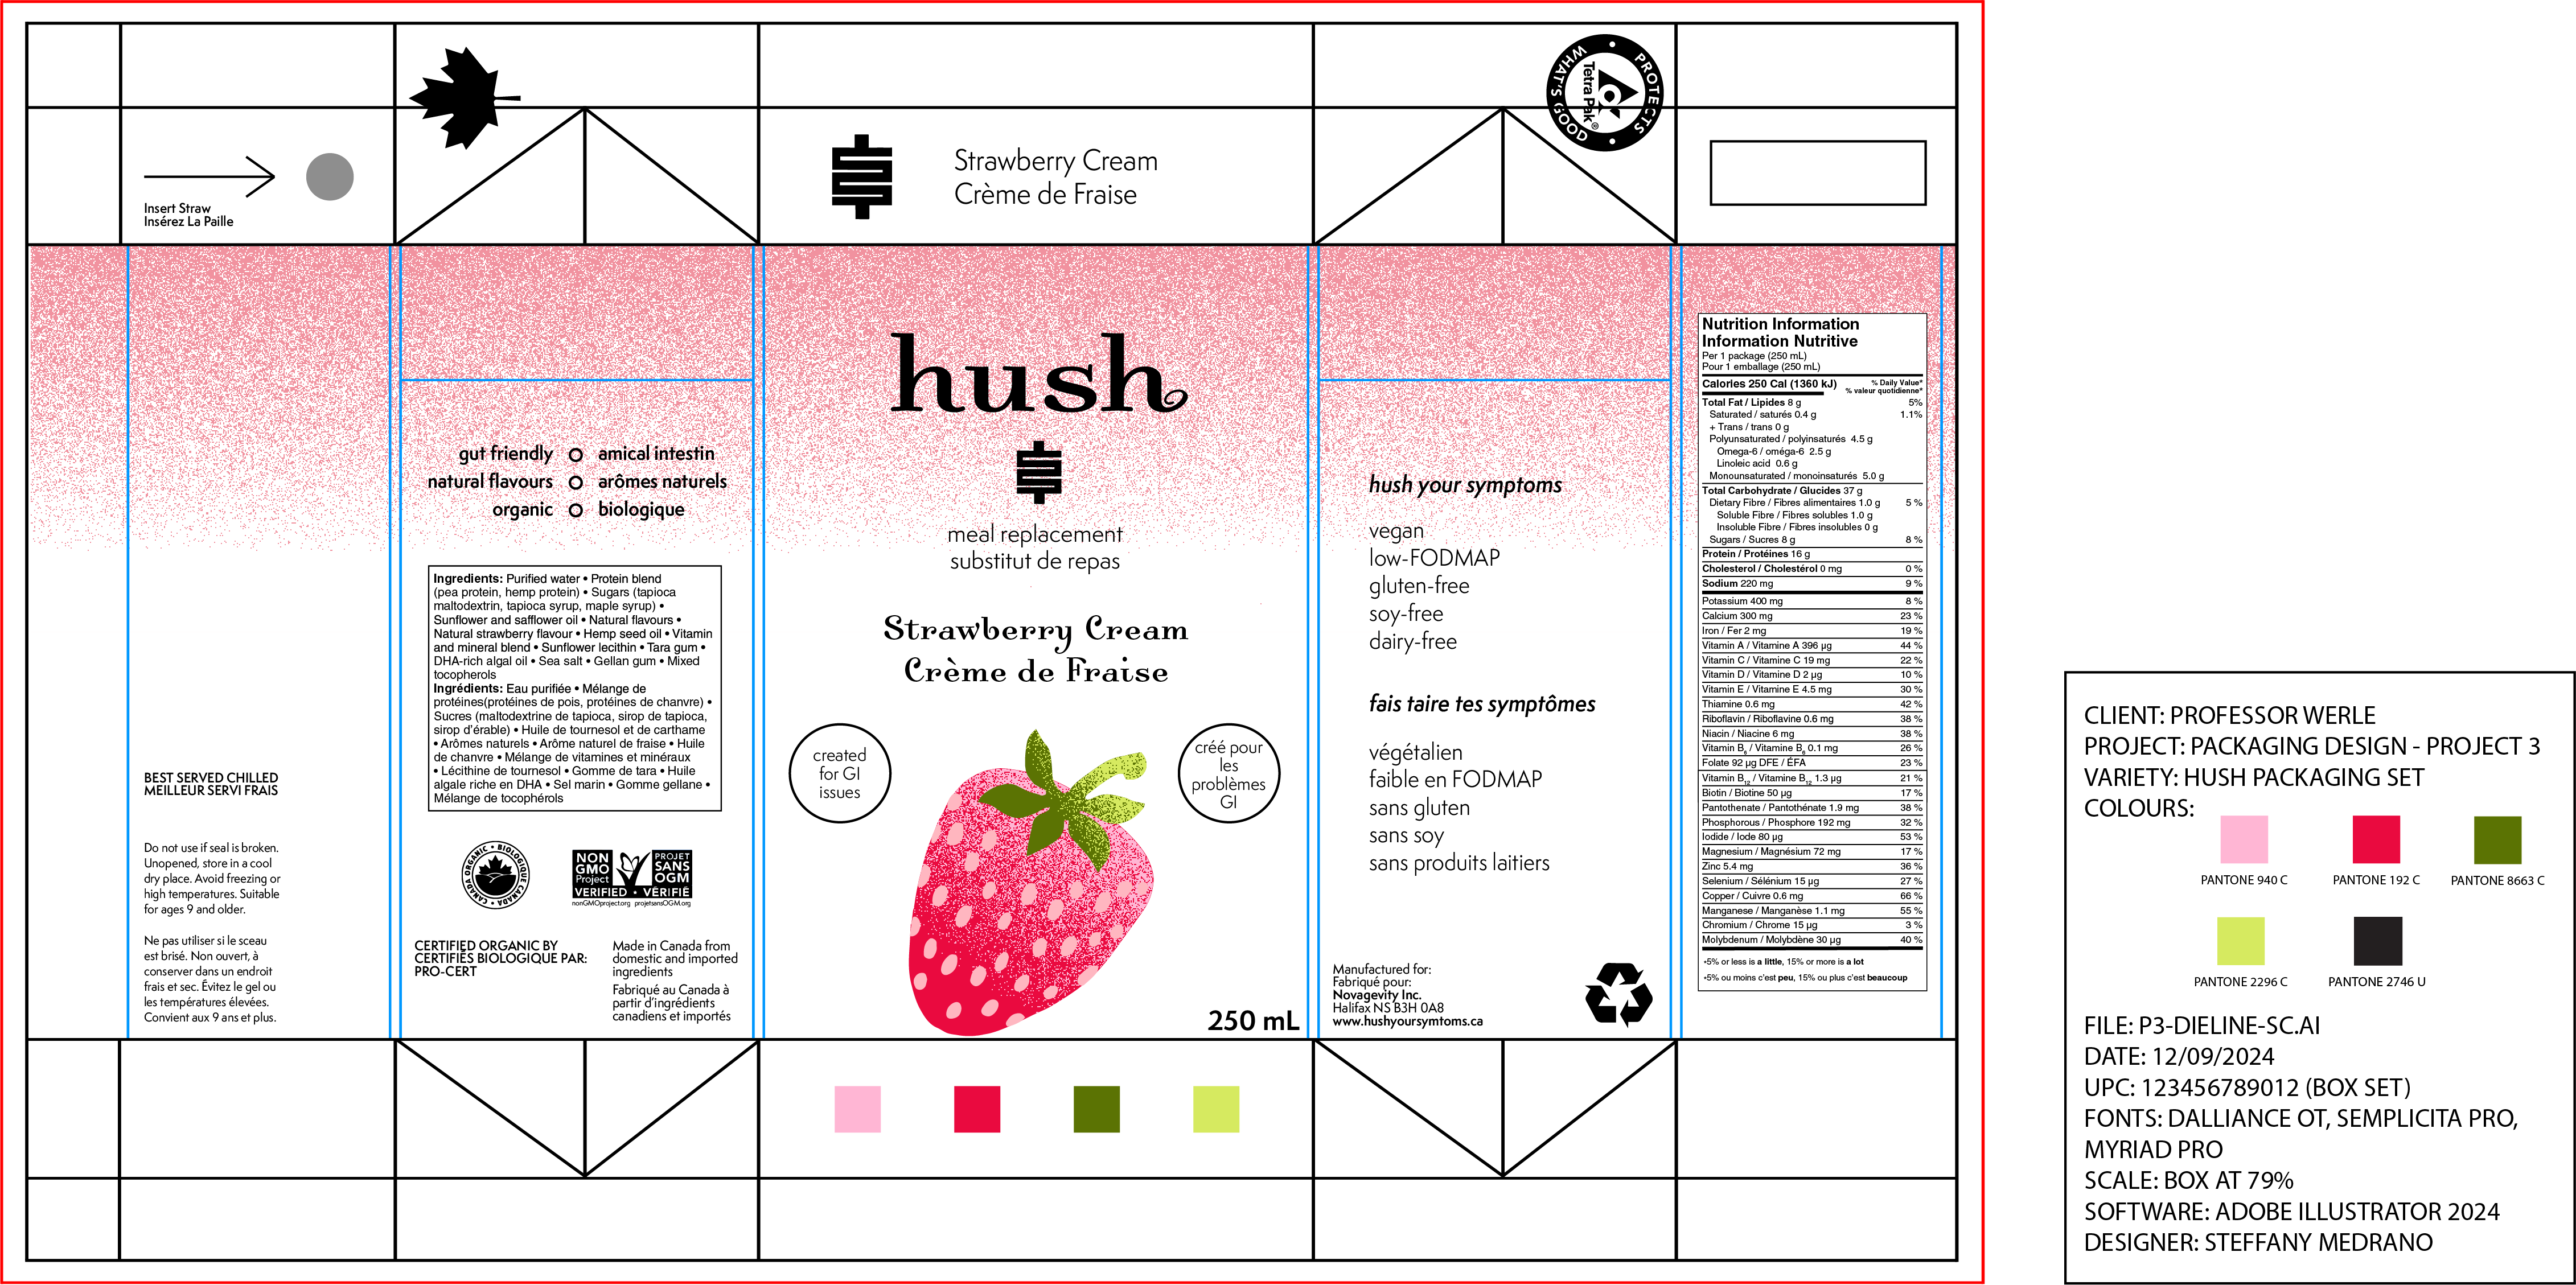 Insert Straw
Insérez La Paille
BEST SERVED CHILLED
MEILLEUR SERVI FRAIS
Do not use if seal is broken.
Unopened, store in a cool
dry place. Avoid freezing or
high temperatures. Suitable
for ages 9 and older.
Ne pas utiliser si le sceau
est brisé. Non ouvert, à
conserver dans un endroit
frais et sec. Évitez le gel ou
les températures élevées.
Convient aux 9 ans et plus.
gut friendly amical intestin
natural flavours arômes naturels
organic biologique
Ingredients: Purified water • Protein blend
(pea protein, hemp protein) • Sugars (tapioca
maltodextrin, tapioca syrup, maple syrup) •
Sunflower and safflower oil • Natural flavours •
Natural strawberry flavour • Hemp seed oil • Vitamin
and mineral blend • Sunflower lecithin • Tara gum •
DHA-rich algal oil • Sea salt • Gellan gum • Mixed
tocopherols
Ingrédients: Eau purifiée • Mélange de
protéines(protéines de pois, protéines de chanvre) •
Sucres (maltodextrine de tapioca, sirop de tapioca,
sirop d'érable) • Huile de tournesol et de carthame
• Arômes naturels • Arôme naturel de fraise • Huile
de chanvre • Mélange de vitamines et minéraux
• Lécithine de tournesol • Gomme de tara • Huile
algale riche en DHA • Sel marin • Gomme gellane •
Mélange de tocophérols
CANADA ORGANIC • BIOLOGIQUE CANADA •
NON
GMO
Project
PROJET
SANS
OGM
VERIFIED • VÉRIFIÉ
nonGMOproject.org projetsansOGM.org
CERTIFIED ORGANIC BY
CERTIFIÉS BIOLOGIQUE PAR:
PRO-CERT
Made in Canada from
domestic and imported
ingredients
Fabriqué au Canada à
partir d'ingrédients
canadiens et importés
Strawberry Cream
Crème de Fraise
hush
meal replacement
substitut de repas
Strawberry Cream
Crème de Fraise
created
for GI
issues
créé pour
les
problèmes
GI
250 mL
PROTECTS • WHAT'S GOOD •
Tetra Pak®
hush your symptoms
vegan
low-FODMAP
gluten-free
soy-free
dairy-free
fais taire tes symptômes
végétalien
faible en FODMAP
sans gluten
sans soy
sans produits laitiers
Manufactured for:
Fabriqué pour:
Novagevity Inc.
Halifax NS B3H 0A8
www.hushyoursymtoms.ca
Nutrition Information
Information Nutritive
Per 1 package (250 mL)
Pour 1 emballage (250 mL)
Calories 250 Cal (1360 kJ) % Daily Value*
% valeur quotidienne*
Total Fat / Lipides 8 g 5%
Saturated / saturés 0.4 g 1.1%
+ Trans / trans 0 g
Polyunsaturated / polyinsaturés 4.5 g
Omega-6 / oméga-6 2.5 g
Linoleic acid 0.6 g
Monounsaturated / monoinsaturés 5.0 g
Total Carbohydrate / Glucides 37 g
Dietary Fibre / Fibres alimentaires 1.0 g 5 %
Soluble Fibre / Fibres solubles 1.0 g
Insoluble Fibre / Fibres insolubles 0 g
Sugars / Sucres 8 g 8 %
Protein / Protéines 16 g
Cholesterol / Cholestérol 0 mg 0 %
Sodium 220 mg 9 %
Potassium 400 mg 8 %
Calcium 300 mg 23 %
Iron / Fer 2 mg 19 %
Vitamin A / Vitamine A 396 µg 44 %
Vitamin C / Vitamine C 19 mg 22 %
Vitamin D / Vitamine D 2 µg 10 %
Vitamin E / Vitamine E 4.5 mg 30 %
Thiamine 0.6 mg 42 %
Riboflavin / Riboflavine 0.6 mg 38 %
Niacin / Niacine 6 mg 38 %
Vitamin B6 / Vitamine B6 0.1 mg 26 %
Folate 92 µg DFE / ÉFA 23 %
Vitamin B12 / Vitamine B12 1.3 µg 21 %
Biotin / Biotine 50 µg 17 %
Pantothenate / Pantothénate 1.9 mg 38 %
Phosphorous / Phosphore 192 mg 32 %
Iodide / Iode 80 µg 53 %
Magnesium / Magnésium 72 mg 17 %
Zinc 5.4 mg 36 %
Selenium / Sélénium 15 µg 27 %
Copper / Cuivre 0.6 mg 66 %
Manganese / Manganèse 1.1 mg 55 %
Chromium / Chrome 15 µg 3 %
Molybdenum / Molybdène 30 µg 40 %
*5% or less is a little, 15% or more is a lot
*5% ou moins c'est peu, 15% ou plus c'est beaucoup
CLIENT: PROFESSOR WERLE
PROJECT: PACKAGING DESIGN - PROJECT 3
VARIETY: HUSH PACKAGING SET
COLOURS:
PANTONE 940 C PANTONE 192 C PANTONE 8663 C
PANTONE 2296 C PANTONE 2746 U
FILE: P3-DIELINE-SC.AI
DATE: 12/09/2024
UPC: 123456789012 (BOX SET)
FONTS: DALLIANCE OT, SEMPLICITA PRO,
MYRIAD PRO
SCALE: BOX AT 79%
SOFTWARE: ADOBE ILLUSTRATOR 2024
DESIGNER: STEFFANY MEDRANO